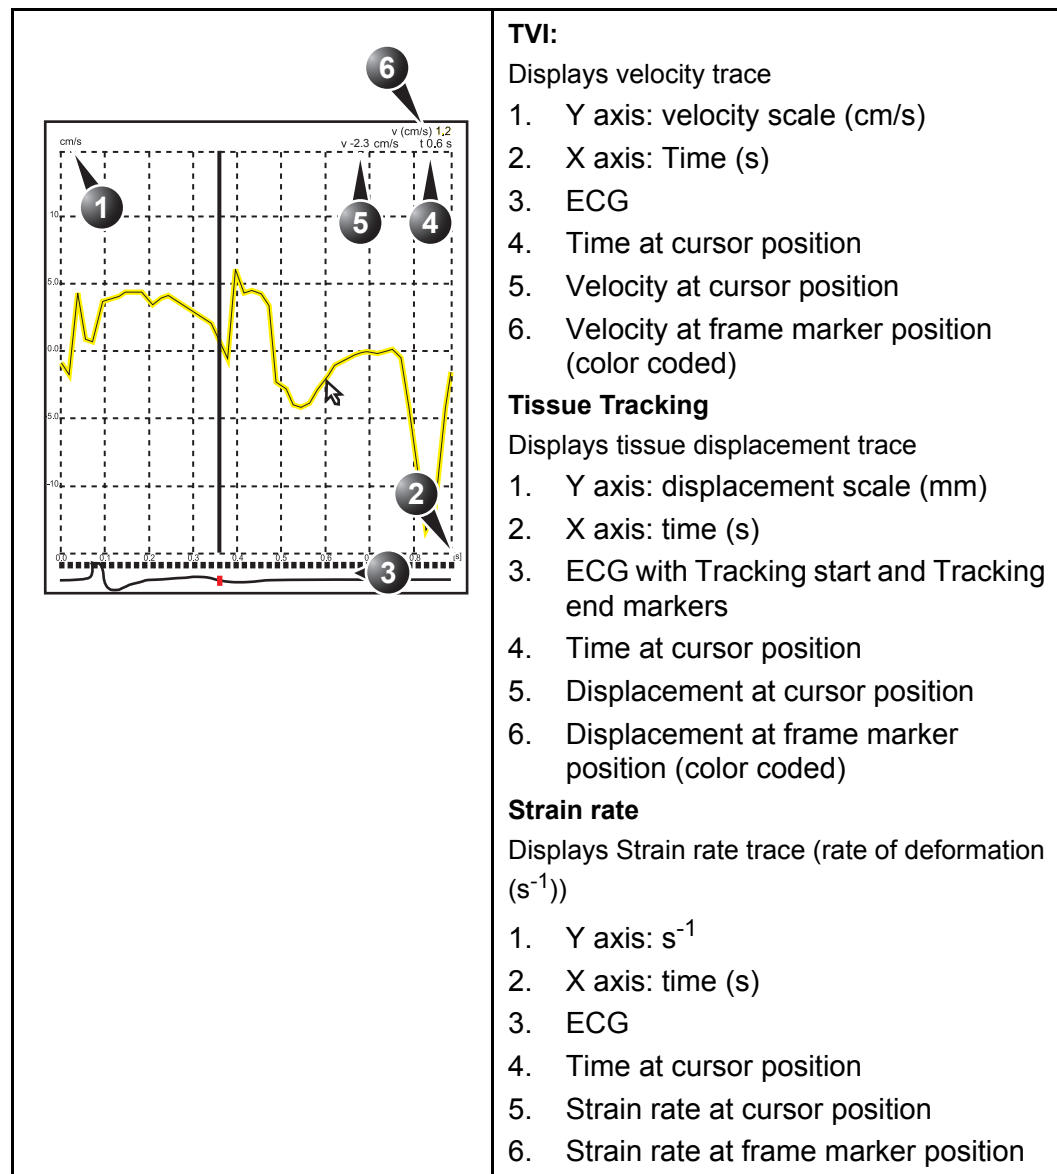 6
v (cm/s) 1,2
cm/s
v -2.3 cm/s t 0.6 s
1
5
4
10
5.0
0.0
-5.0
-10
2
0.0 0.1 0.2 0.3 0.4 0.5 0.6 0.8 [s]
3
TVI:
Displays velocity trace
1. Y axis: velocity scale (cm/s)
2. X axis: Time (s)
3. ECG
4. Time at cursor position
5. Velocity at cursor position
6. Velocity at frame marker position
(color coded)
Tissue Tracking
Displays tissue displacement trace
1. Y axis: displacement scale (mm)
2. X axis: time (s)
3. ECG with Tracking start and Tracking
end markers
4. Time at cursor position
5. Displacement at cursor position
6. Displacement at frame marker
position (color coded)
Strain rate
Displays Strain rate trace (rate of deformation
(s-1))
1. Y axis: s-1
2. X axis: time (s)
3. ECG
4. Time at cursor position
5. Strain rate at cursor position
6. Strain rate at frame marker position